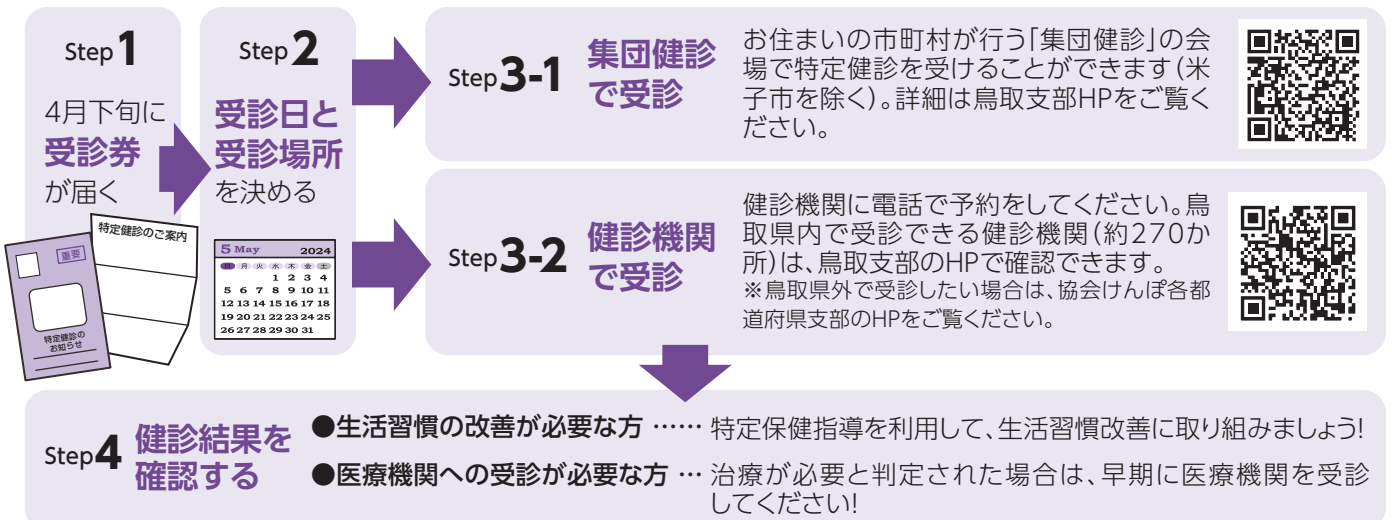 Step1
4月下旬に
受診券
が届く
特定健診のご案内
重要
特定健診の
お知らせ
Step2
受診日と
受診場所
を決める
5 May 2024
日 月 火 水 木 金 土
1 2 3 4
5 6 7 8 9 10 11
12 13 14 15 16 17 18
19 20 21 22 23 24 25
26 27 28 29 30 31
Step3-1
集団健診
で受診
お住まいの市町村が行う「集団健診」の会
場で特定健診を受けることができます(米
子市を除く)。詳細は鳥取支部HPをご覧く
ださい。
Step3-2
健診機関
で受診
健診機関に電話で予約をしてください。鳥
取県内で受診できる健診機関(約270か
所)は、鳥取支部のHPで確認できます。
※鳥取県外で受診したい場合は、協会けんぽ各都
道府県支部のHPをご覧ください。
Step4
健診結果を
確認する
●生活習慣の改善が必要な方 …… 特定保健指導を利用して、生活習慣改善に取り組みましょう!
●医療機関への受診が必要な方 … 治療が必要と判定された場合は、早期に医療機関を受診
してください!